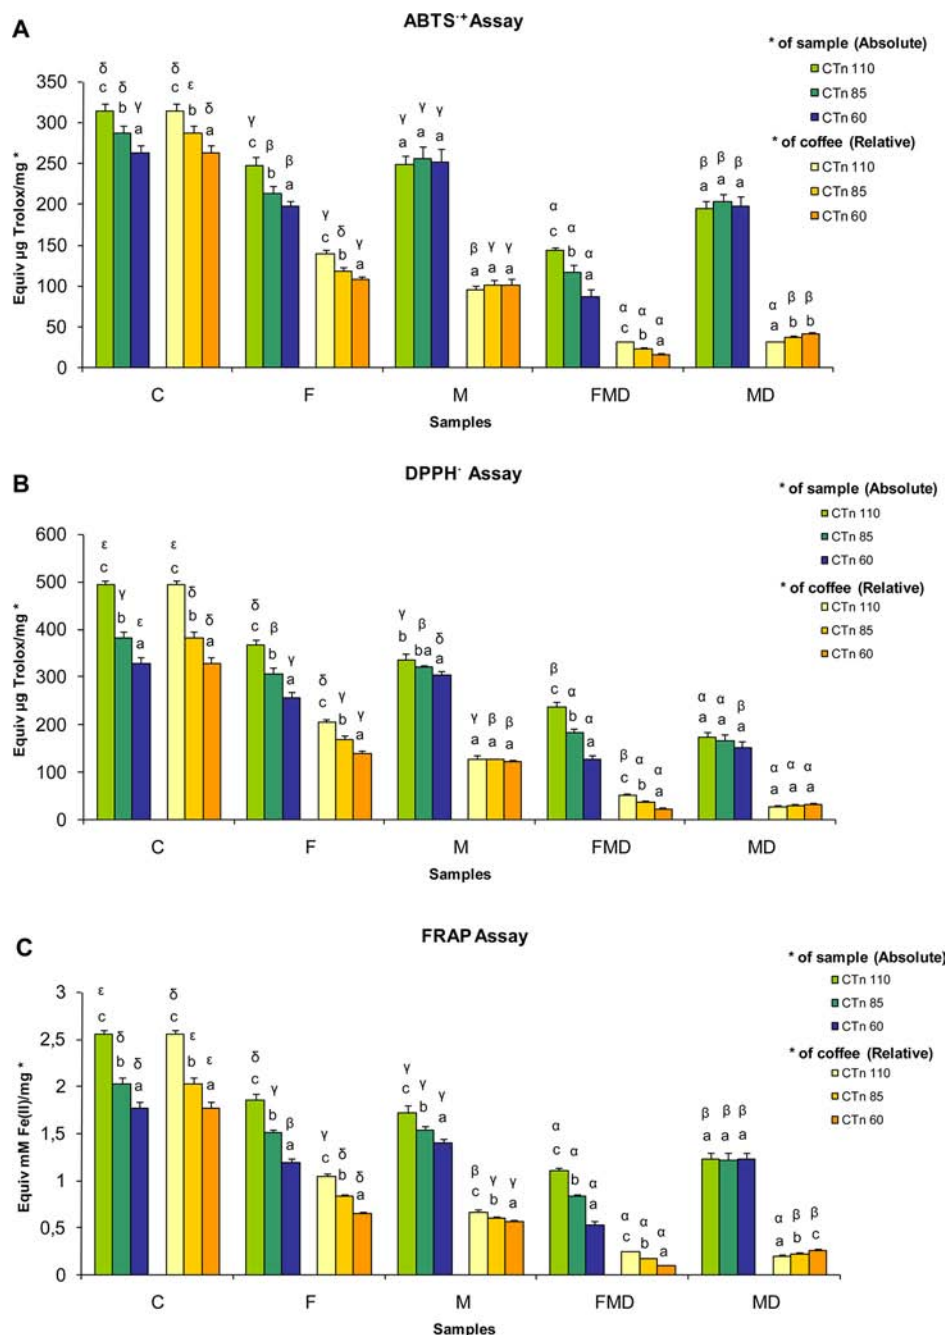 A
ABTS·+ Assay
* of sample (Absolute)
CTn 110
CTn 85
CTn 60
* of coffee (Relative)
CTn 110
CTn 85
CTn 60
Equiv µg Trolox/mg *
350
300
250
200
150
100
50
0
δ δ γ δ ε δ γ β β γ δ γ γ γ γ β γ γ α α α α α α β β β α β β
c b a c b a c b a c b a a a a a a a c b a c b a a a a a b b
C F M FMD MD
Samples
B
DPPH· Assay
* of sample (Absolute)
CTn 110
CTn 85
CTn 60
* of coffee (Relative)
CTn 110
CTn 85
CTn 60
Equiv µg Trolox/mg *
600
500
400
300
200
100
0
ε γ ε ε δ δ δ β γ δ γ γ γ β δ γ β β β α α β α α α α β α α α
c b a c b a c b a c b a b ba a a a a c b a c b a a a a a a a
C F M FMD MD
Samples
C
FRAP Assay
* of sample (Absolute)
CTn 110
CTn 85
CTn 60
* of coffee (Relative)
CTn 110
CTn 85
CTn 60
Equiv mM Fe(II)/mg *
3
2,5
2
1,5
1
0,5
0
ε δ δ δ ε ε δ γ β γ δ δ γ γ γ β γ γ α α α α α α β β β α β β
c b a c b a c b a c b a c b a c b a c b a c b a a a a a b c
C F M FMD MD
Samples